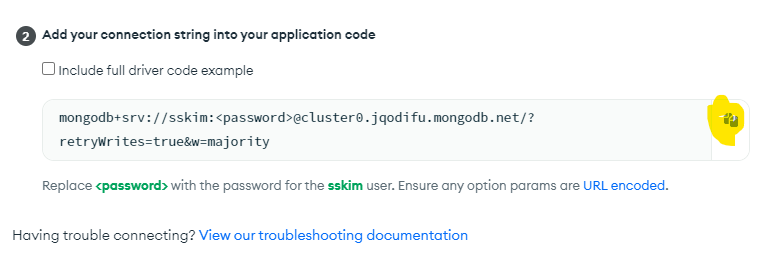 2 Add your connection string into your application code
Include full driver code example
mongodb+srv://sskim:<password>@cluster0.jqodifu.mongodb.net/?
retryWrites=true&w=majority
Replace <password> with the password for the sskim user. Ensure any option params are URL encoded.
Having trouble connecting? View our troubleshooting documentation